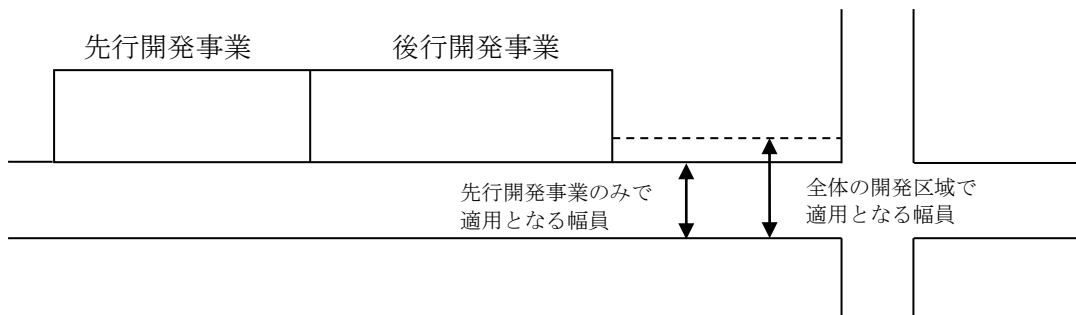 先行開発事業
後行開発事業
先行開発事業のみで
適用となる幅員
全体の開発区域で
適用となる幅員